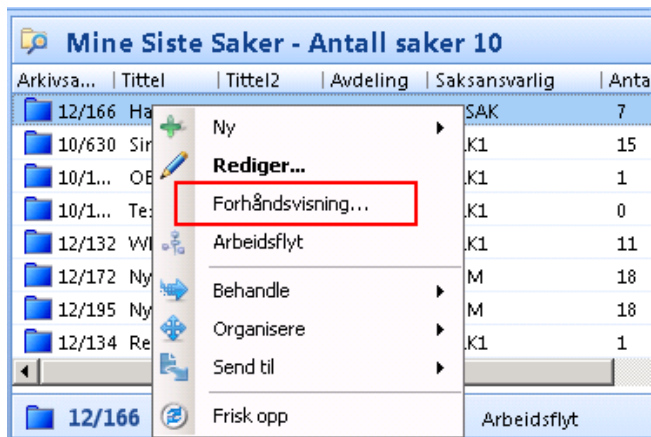 Mine Siste Saker - Antall saker 10
Arkivsa... Tittel Tittel2 Avdeling Saksansvarlig Anta
12/166 Ha SAK 7
10/630 Sir K1 15
10/1... OE K1 1
10/1... Te: K1 0
12/132 WI K1 11
12/172 Ny M 18
12/195 Ny M 18
12/134 Re K1 1
Ny
Rediger...
Forhåndsvisning...
Arbeidsflyt
Behandle
Organisere
Send til
Frisk opp
12/166 Arbeidsflyt